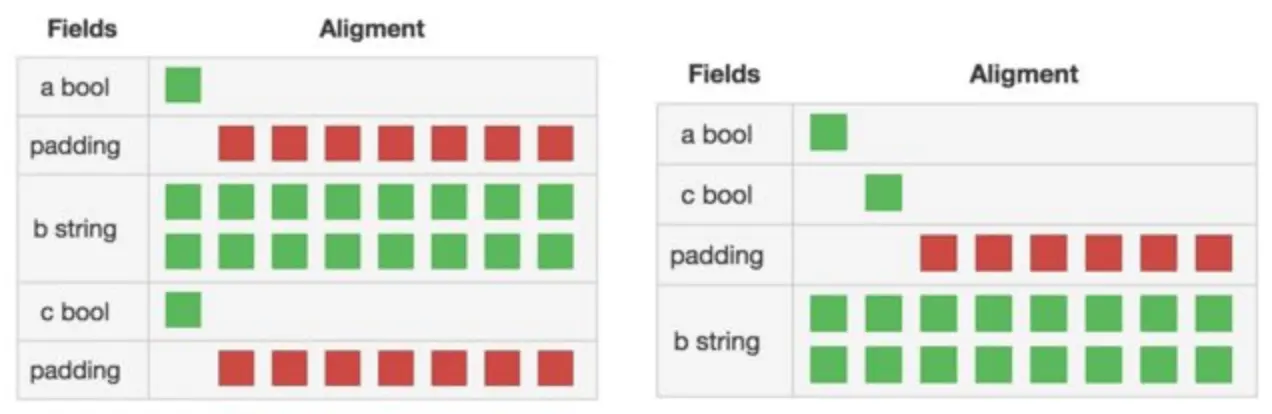 Fields Aligment
a bool
padding
b string
c bool
padding
Fields Aligment
a bool
c bool
padding
b string